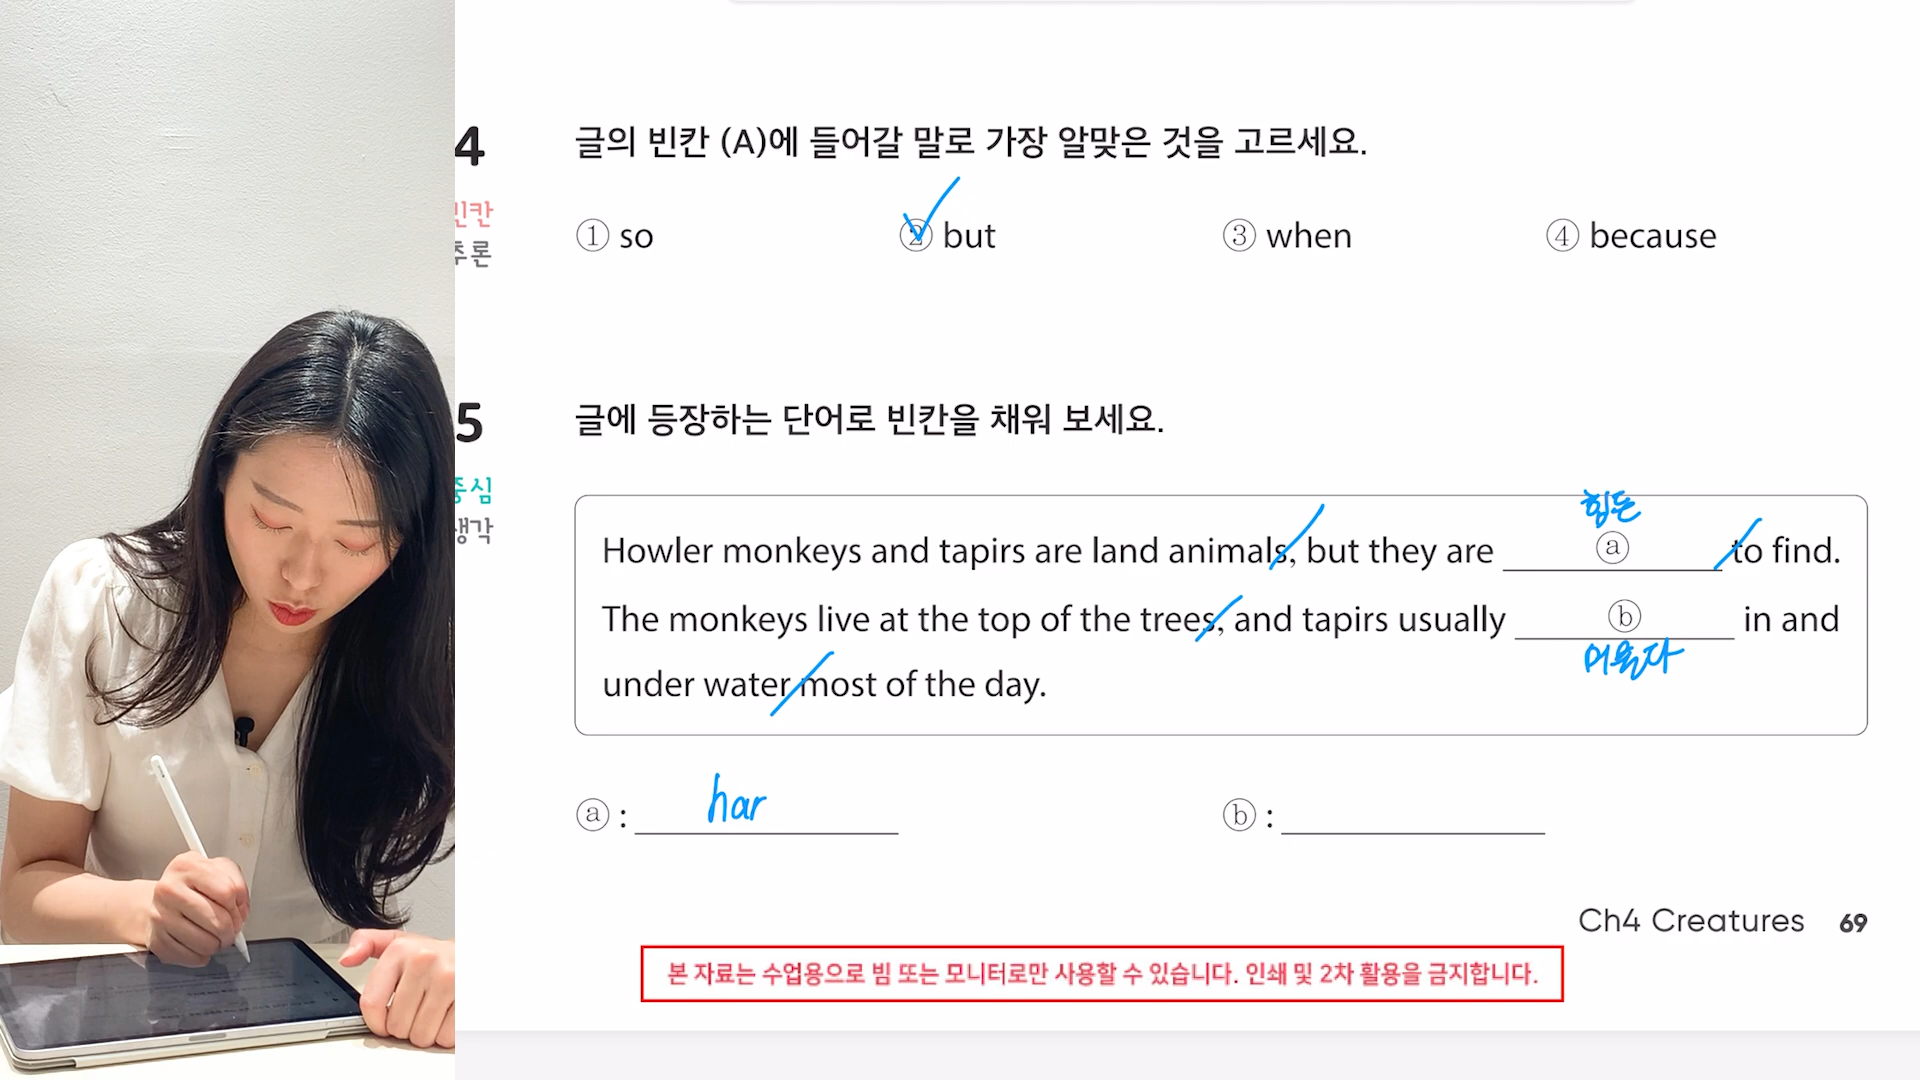 4
글의 빈칸 (A)에 들어갈 말로 가장 알맞은 것을 고르세요.
빈칸
추론
① so ② but ③ when ④ because
5
글에 등장하는 단어로 빈칸을 채워 보세요.
중심
생각
힘든
Howler monkeys and tapirs are land animals, but they are ⓐ to find.
The monkeys live at the top of the trees, and tapirs usually ⓑ in and
머물다
under water most of the day.
ⓐ : har ⓑ :
Ch4 Creatures 69
본 자료는 수업용으로 빔 또는 모니터로만 사용할 수 있습니다. 인쇄 및 2차 활용을 금지합니다.